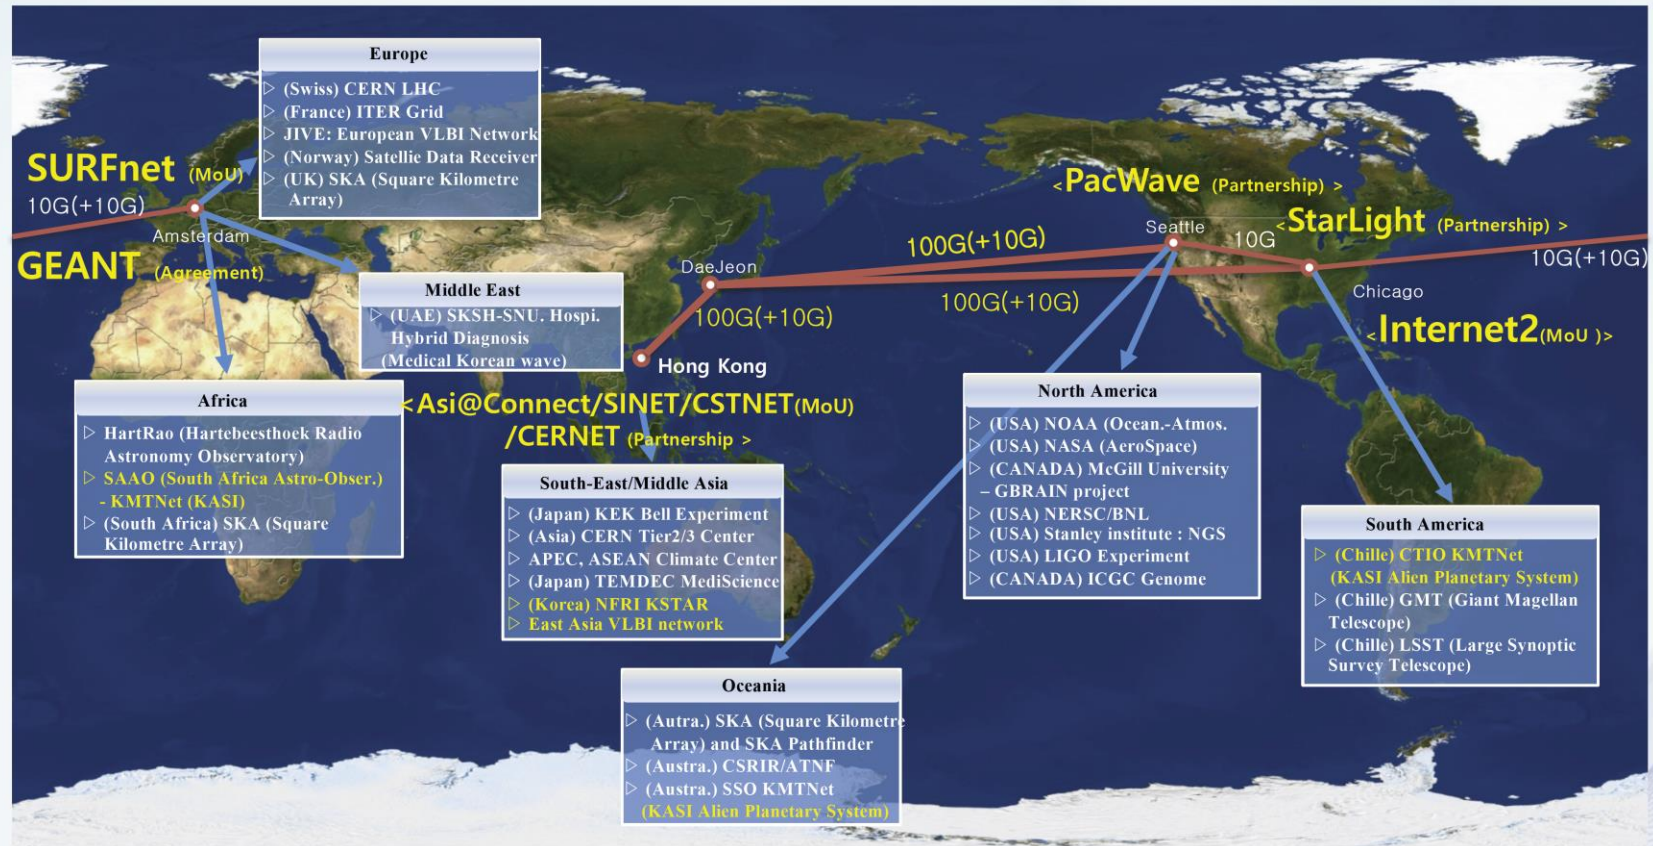 Europe
▷ (Swiss) CERN LHC
▷ (France) ITER Grid
▷ JIVE: European VLBI Network
▷ (Norway) Satellie Data Receiver
▷ (UK) SKA (Square Kilometre
Array)
SURFnet (MoU)
10G(+10G)
Amsterdam
GEANT (Agreement)
Middle East
▷ (UAE) SKSH-SNU. Hospi.
Hybrid Diagnosis
(Medical Korean wave)
Africa
▷ HartRao (Hartebeesthoek Radio
Astronomy Observatory)
▷ SAAO (South Africa Astro-Obser.)
- KMTNet (KASI)
▷ (South Africa) SKA (Square
Kilometre Array)
DaeJeon
100G(+10G)
Hong Kong
<Asi@Connect/SINET/CSTNET(MoU)
/CERNET (Partnership >
South-East/Middle Asia
▷ (Japan) KEK Bell Experiment
▷ (Asia) CERN Tier2/3 Center
▷ APEC, ASEAN Climate Center
▷ (Japan) TEMDEC MediScience
▷ (Korea) NFRI KSTAR
▷ East Asia VLBI network
Oceania
▷ (Autra.) SKA (Square Kilometre
Array) and SKA Pathfinder
▷ (Austra.) CSRIR/ATNF
▷ (Austra.) SSO KMTNet
(KASI Alien Planetary System)
100G(+10G)
100G(+10G)
<PacWave (Partnership) >
Seattle
10G
<StarLight (Partnership) >
10G(+10G)
Chicago
<Internet2(MoU )>
North America
▷ (USA) NOAA (Ocean.-Atmos.
▷ (USA) NASA (AeroSpace)
▷ (CANADA) McGill University
– GBRAIN project
▷ (USA) NERSC/BNL
▷ (USA) Stanley institute : NGS
▷ (USA) LIGO Experiment
▷ (CANADA) ICGC Genome
South America
▷ (Chille) CTIO KMTNet
(KASI Alien Planetary System)
▷ (Chille) GMT (Giant Magellan
Telescope)
▷ (Chille) LSST (Large Synoptic
Survey Telescope)